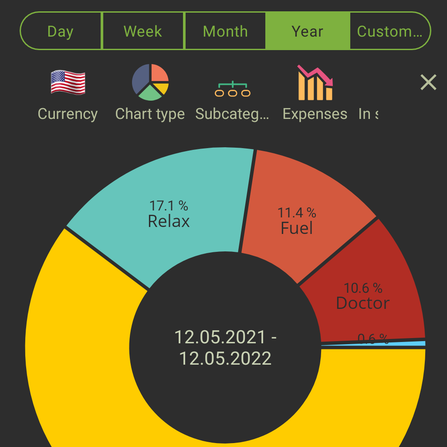 Day Week Month Year Custom...
Currency Chart type Subcateg... Expenses In s
17.1 %
Relax
11.4 %
Fuel
10.6 %
Doctor
0.6 %
12.05.2021 -
12.05.2022